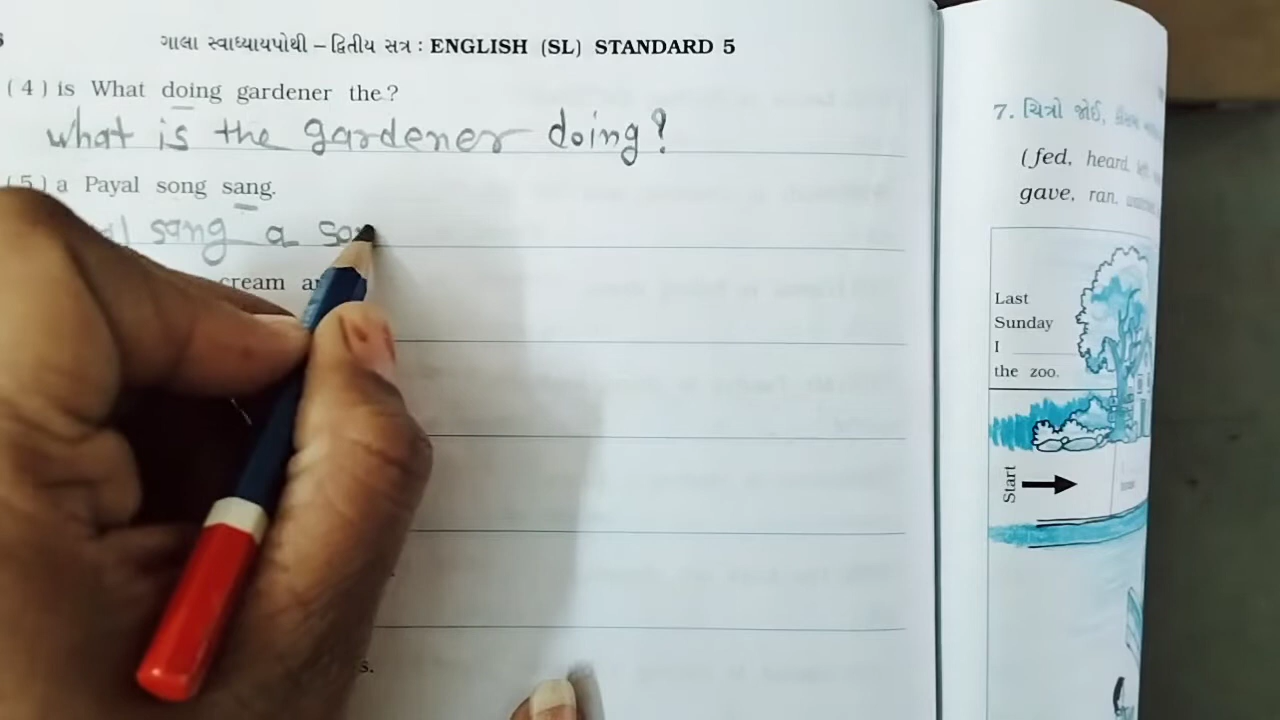 ગાલા સ્વાધ્યાયપોથી – દ્વિતીય સત્ર : ENGLISH (SL) STANDARD 5
(4) is What doing gardener the?
What is the gardener doing?
(5) a Payal song sang.
sang a
cream
7. ચિત્રો જોઈ,
(fed, heard,
gave, ran,
Last
Sunday
I
the zoo.
Start